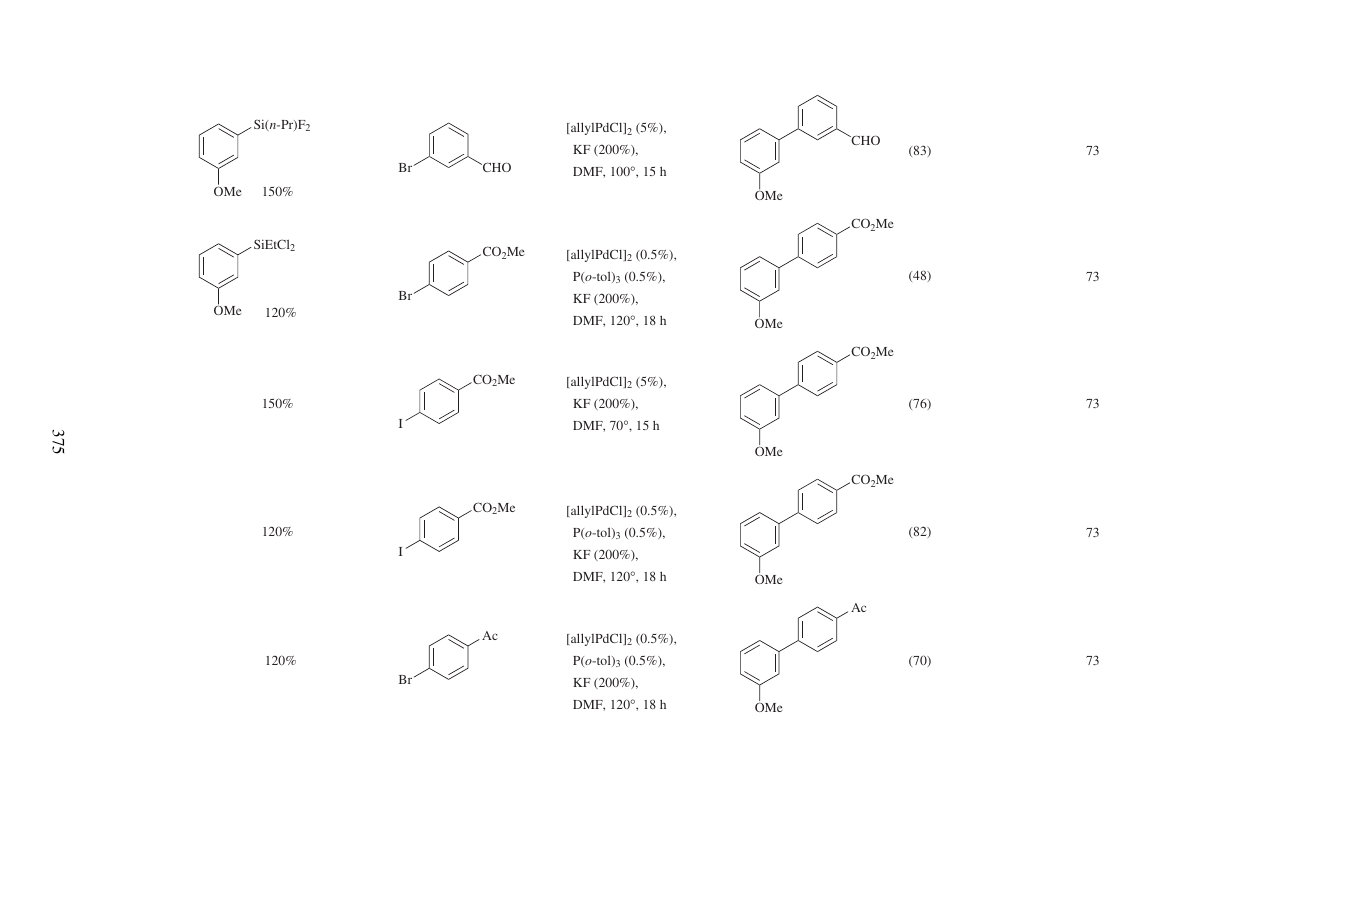 Si(n-Pr)F2
OMe
150%
Br
CHO
[allylPdCl]2 (5%),
KF (200%),
DMF, 100°, 15 h
CHO
OMe
(83)
73
SiEtCl2
OMe
120%
CO2Me
Br
[allylPdCl]2 (0.5%),
P(o-tol)3 (0.5%),
KF (200%),
DMF, 120°, 18 h
CO2Me
OMe
(48)
73
150%
CO2Me
I
[allylPdCl]2 (5%),
KF (200%),
DMF, 70°, 15 h
CO2Me
OMe
(76)
73
120%
CO2Me
I
[allylPdCl]2 (0.5%),
P(o-tol)3 (0.5%),
KF (200%),
DMF, 120°, 18 h
CO2Me
OMe
(82)
73
120%
Ac
Br
[allylPdCl]2 (0.5%),
P(o-tol)3 (0.5%),
KF (200%),
DMF, 120°, 18 h
Ac
OMe
(70)
73
375